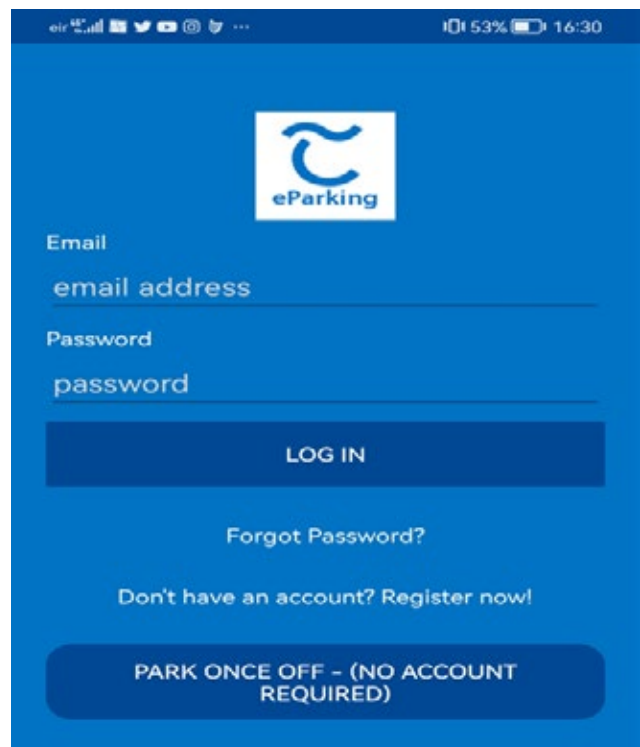 eir 53% 16:30
eParking
Email
email address
Password
password
LOG IN
Forgot Password?
Don't have an account? Register now!
PARK ONCE OFF – (NO ACCOUNT
REQUIRED)